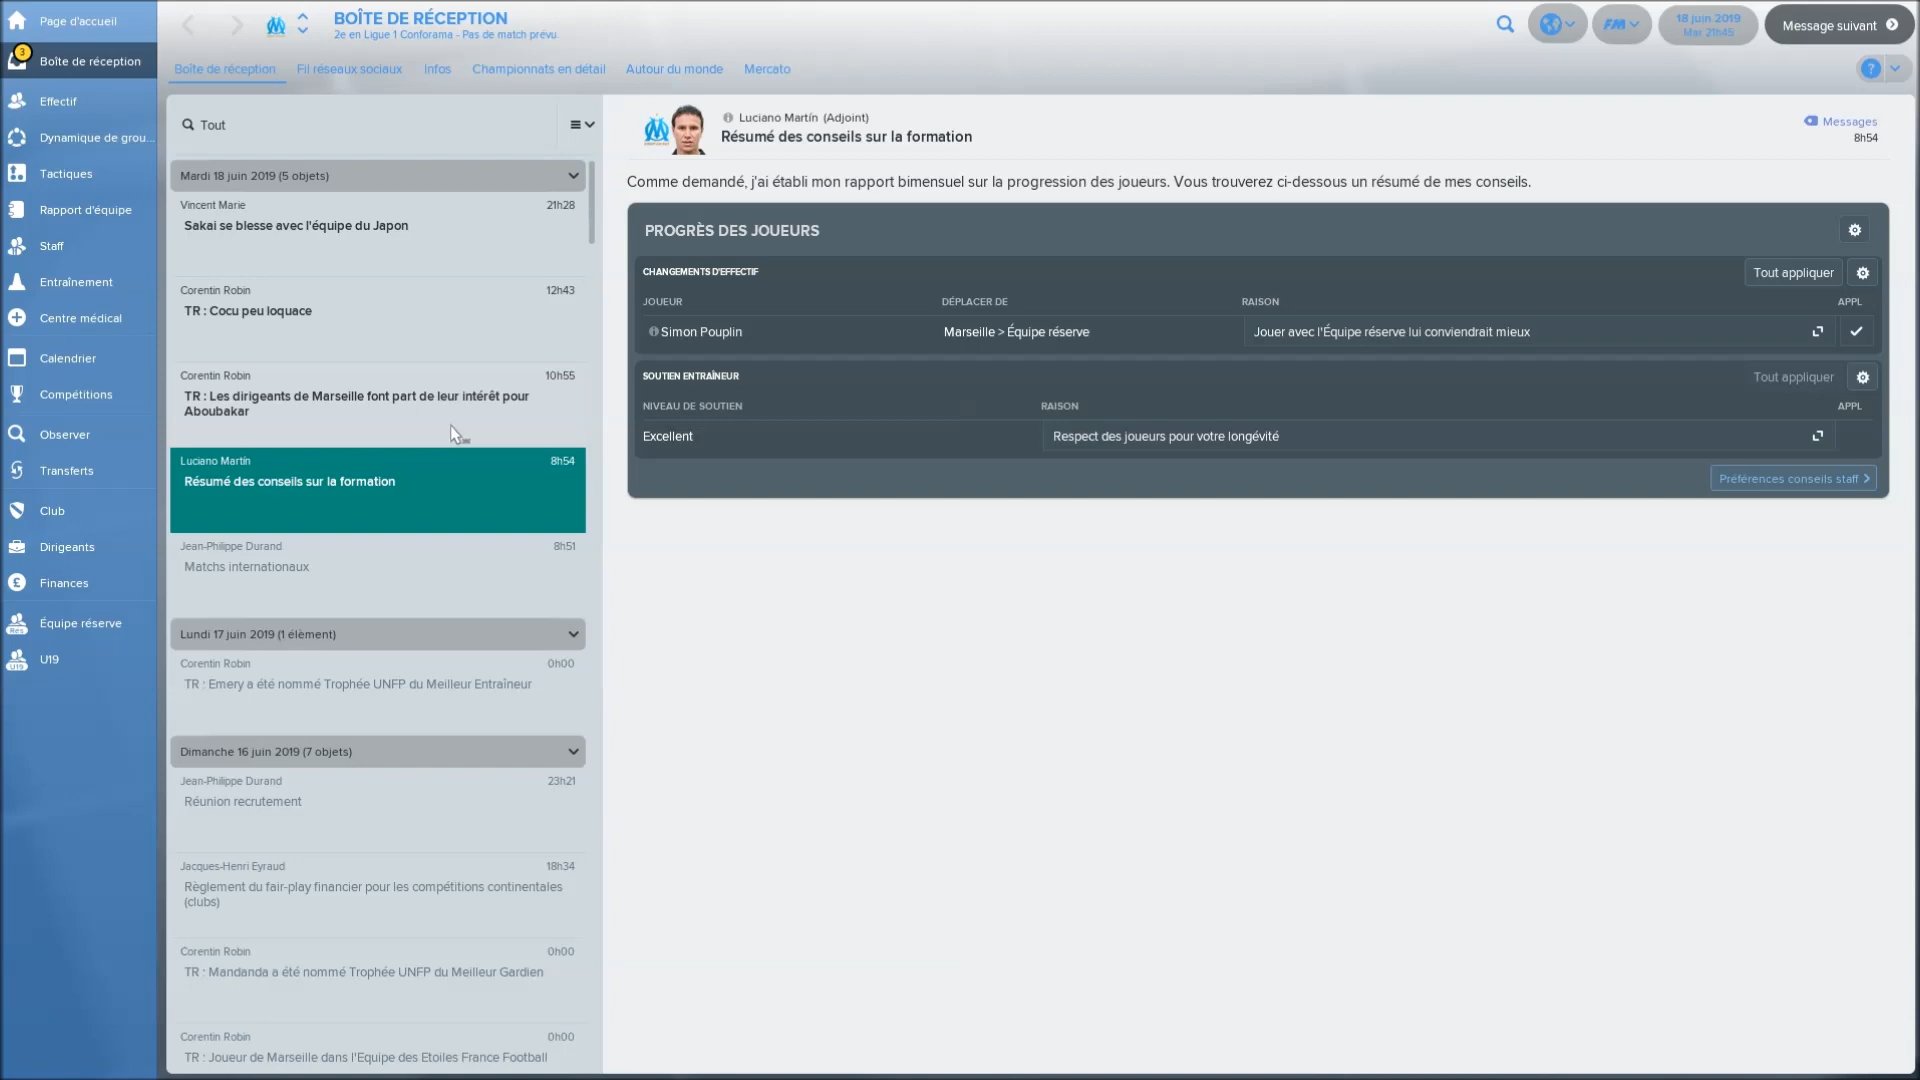 Page d'accueil
3
Boîte de réception
Effectif
Dynamique de grou...
Tactiques
Rapport d'équipe
Staff
Entraînement
Centre médical
Calendrier
Compétitions
Observer
Transferts
Club
Dirigeants
Finances
Équipe réserve
U19
BOÎTE DE RÉCEPTION
2e en Ligue 1 Conforama - Pas de match prévu
FM
18 juin 2019
Mar 21h45
Message suivant
Boîte de réception
Fil réseaux sociaux
Infos
Championnats en détail
Autour du monde
Mercato
?
Tout
Mardi 18 juin 2019 (5 objets)
Vincent Marie 21h28
Sakai se blesse avec l'équipe du Japon
Corentin Robin 12h43
TR : Cocu peu loquace
Corentin Robin 10h55
TR : Les dirigeants de Marseille font part de leur intérêt pour
Aboubakar
Luciano Martín 8h54
Résumé des conseils sur la formation
Jean-Philippe Durand 8h51
Matchs internationaux
Lundi 17 juin 2019 (1 élèment)
Corentin Robin 0h00
TR : Emery a été nommé Trophée UNFP du Meilleur Entraîneur
Dimanche 16 juin 2019 (7 objets)
Jean-Philippe Durand 23h21
Réunion recrutement
Jacques-Henri Eyraud 18h34
Règlement du fair-play financier pour les compétitions continentales
(clubs)
Corentin Robin 0h00
TR : Mandanda a été nommé Trophée UNFP du Meilleur Gardien
Corentin Robin 0h00
TR : Joueur de Marseille dans l'Equipe des Etoiles France Football
Luciano Martín (Adjoint)
Résumé des conseils sur la formation
Messages
8h54
Comme demandé, j'ai établi mon rapport bimensuel sur la progression des joueurs. Vous trouverez ci-dessous un résumé de mes conseils.
PROGRÈS DES JOUEURS
CHANGEMENTS D'EFFECTIF
Tout appliquer
JOUEUR DÉPLACER DE RAISON APPL
Simon Pouplin Marseille > Équipe réserve Jouer avec l'Équipe réserve lui conviendrait mieux
SOUTIEN ENTRAÎNEUR
Tout appliquer
NIVEAU DE SOUTIEN RAISON APPL
Excellent Respect des joueurs pour votre longévité
Préférences conseils staff